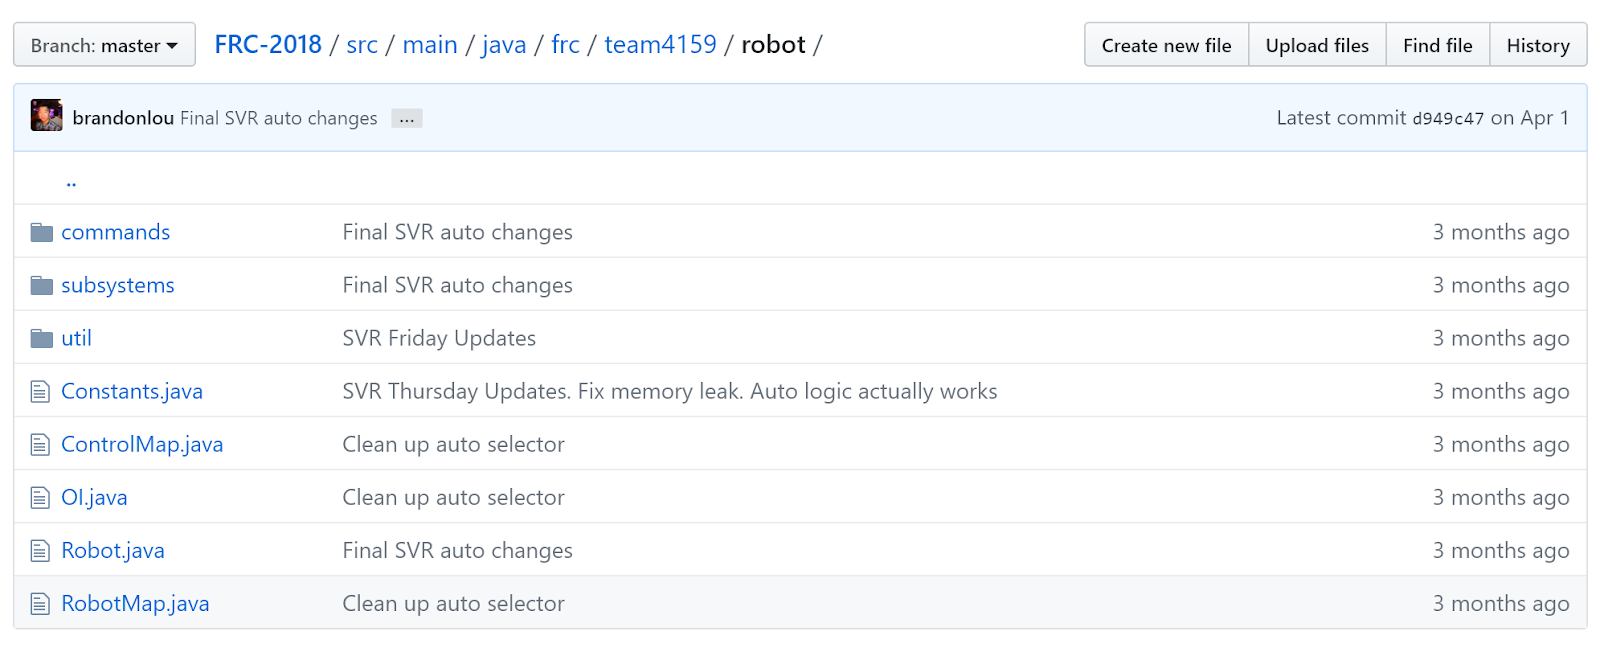 Branch: master FRC-2018 / src / main / java / frc / team4159 / robot / Create new file Upload files Find file History
brandonlou Final SVR auto changes ... Latest commit d949c47 on Apr 1
..
commands Final SVR auto changes 3 months ago
subsystems Final SVR auto changes 3 months ago
util SVR Friday Updates 3 months ago
Constants.java SVR Thursday Updates. Fix memory leak. Auto logic actually works 3 months ago
ControlMap.java Clean up auto selector 3 months ago
OI.java Clean up auto selector 3 months ago
Robot.java Final SVR auto changes 3 months ago
RobotMap.java Clean up auto selector 3 months ago